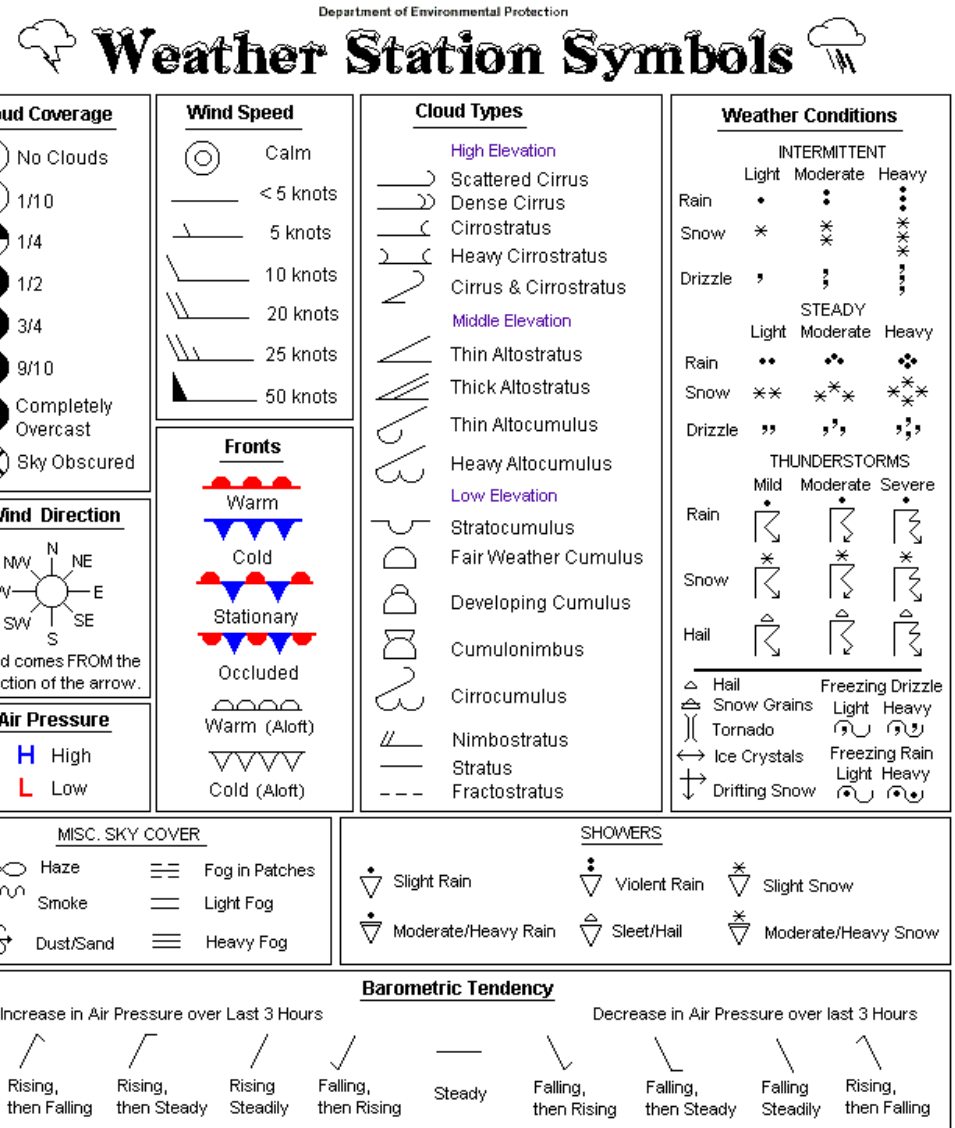 Department of Environmental Protection
Weather Station Symbols
oud Coverage
No Clouds
1/10
1/4
1/2
3/4
9/10
Completely
Overcast
Sky Obscured
Wind Speed
Calm
< 5 knots
5 knots
10 knots
20 knots
25 knots
50 knots
Cloud Types
High Elevation
Scattered Cirrus
Dense Cirrus
Cirrostratus
Heavy Cirrostratus
Cirrus & Cirrostratus
Middle Elevation
Thin Altostratus
Thick Altostratus
Thin Altocumulus
Heavy Altocumulus
Low Elevation
Stratocumulus
Fair Weather Cumulus
Developing Cumulus
Cumulonimbus
Cirrocumulus
Nimbostratus
Stratus
Fractostratus
Weather Conditions
INTERMITTENT
Light Moderate Heavy
Rain
Snow
Drizzle
STEADY
Light Moderate Heavy
Rain
Snow
Drizzle
THUNDERSTORMS
Mild Moderate Severe
Rain
Snow
Hail
Hail
Snow Grains
Tornado
Ice Crystals
Drifting Snow
Freezing Drizzle
Light Heavy
Freezing Rain
Light Heavy
Wind Direction
N
NW NE
W E
SW SE
S
d comes FROM the
ction of the arrow.
Air Pressure
H High
L Low
Fronts
Warm
Cold
Stationary
Occluded
Warm (Aloft)
Cold (Aloft)
MISC. SKY COVER
Haze
Smoke
Dust/Sand
Fog in Patches
Light Fog
Heavy Fog
SHOWERS
Slight Rain
Violent Rain
Slight Snow
Moderate/Heavy Rain
Sleet/Hail
Moderate/Heavy Snow
Barometric Tendency
Increase in Air Pressure over Last 3 Hours
Decrease in Air Pressure over last 3 Hours
Rising,
then Falling
Rising,
then Steady
Rising
Steadily
Falling,
then Rising
Steady
Falling,
then Rising
Falling,
then Steady
Falling
Steadily
Rising,
then Falling